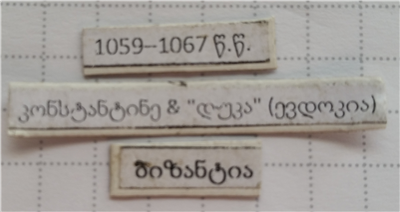 1059--1067 წ.წ.
კონსტანტინე & "დუკა" (ევდოკია)
ბიზანტია